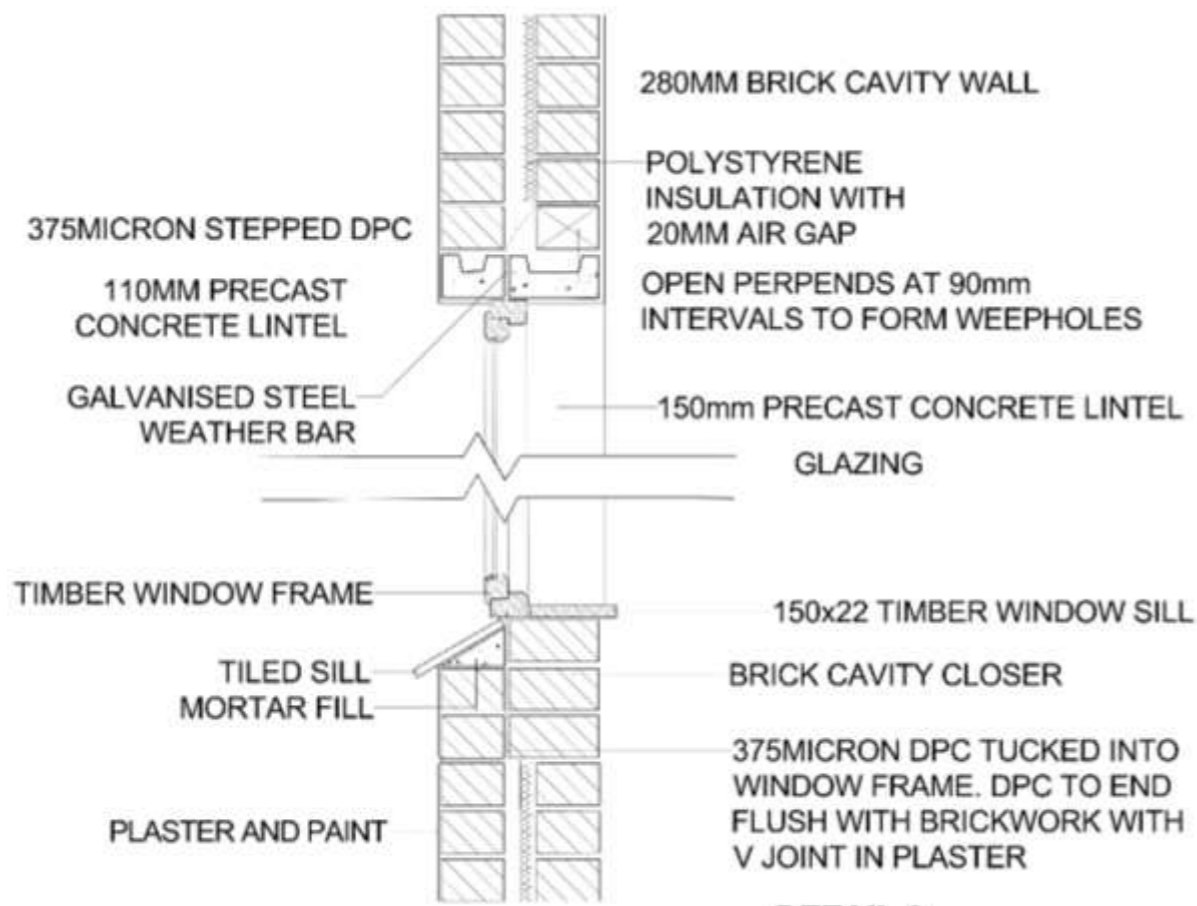 280MM BRICK CAVITY WALL
POLYSTYRENE
INSULATION WITH
20MM AIR GAP
375MICRON STEPPED DPC
110MM PRECAST
CONCRETE LINTEL
OPEN PERPENDS AT 90mm
INTERVALS TO FORM WEEPHOLES
GALVANISED STEEL
WEATHER BAR
150mm PRECAST CONCRETE LINTEL
GLAZING
TIMBER WINDOW FRAME
150x22 TIMBER WINDOW SILL
TILED SILL
MORTAR FILL
BRICK CAVITY CLOSER
375MICRON DPC TUCKED INTO
WINDOW FRAME. DPC TO END
FLUSH WITH BRICKWORK WITH
V JOINT IN PLASTER
PLASTER AND PAINT